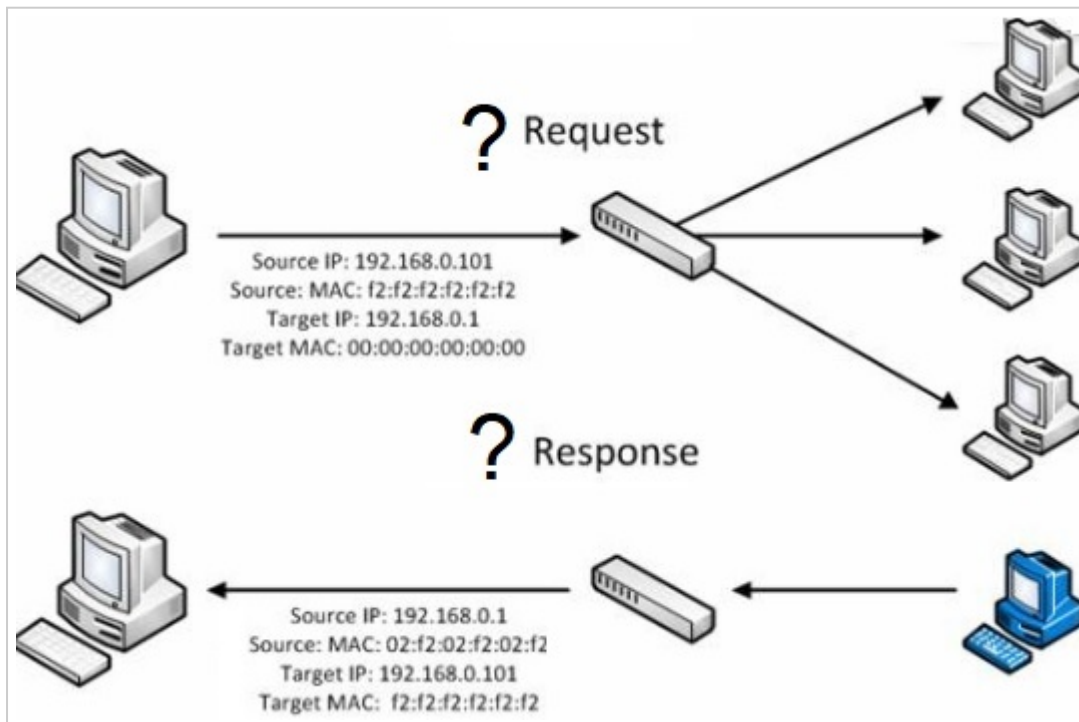 ? Request
Source IP: 192.168.0.101
Source: MAC: f2:f2:f2:f2:f2:f2
Target IP: 192.168.0.1
Target MAC: 00:00:00:00:00:00
? Response
Source IP: 192.168.0.1
Source: MAC: 02:f2:02:f2:02:f2
Target IP: 192.168.0.101
Target MAC: f2:f2:f2:f2:f2:f2